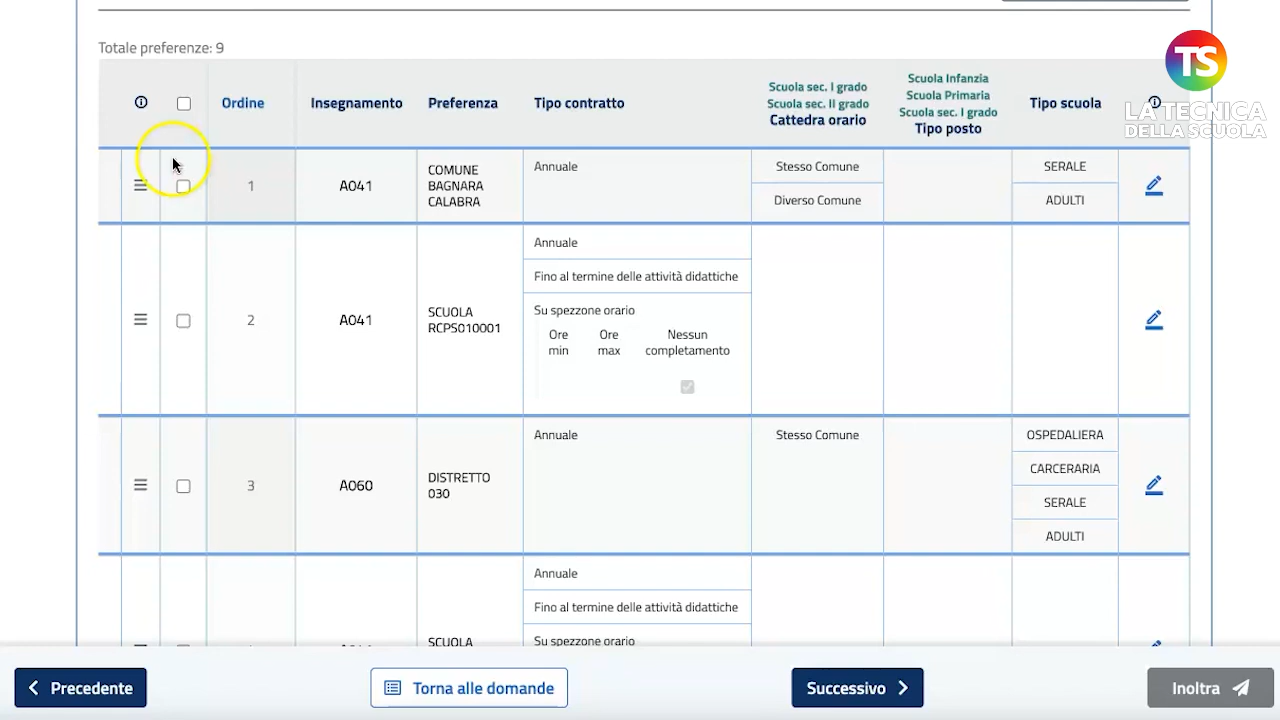 Totale preferenze: 9
TS
LA TECNICA
DELLA SCUOLA
Ordine
Insegnamento
Preferenza
Tipo contratto
Scuola sec. I grado
Scuola sec. II grado
Cattedra orario
Scuola Infanzia
Scuola Primaria
Scuola sec. I grado
Tipo posto
Tipo scuola
1
A041
COMUNE
BAGNARA
CALABRA
Annuale
Stesso Comune
Diverso Comune
SERALE
ADULTI
2
A041
SCUOLA
RCPS010001
Annuale
Fino al termine delle attività didattiche
Su spezzone orario
Ore
min
Ore
max
Nessun
completamento
3
A060
DISTRETTO
030
Annuale
Stesso Comune
OSPEDALIERA
CARCERARIA
SERALE
ADULTI
SCUOLA
Annuale
Fino al termine delle attività didattiche
Su spezzone orario
Precedente
Torna alle domande
Successivo
Inoltra